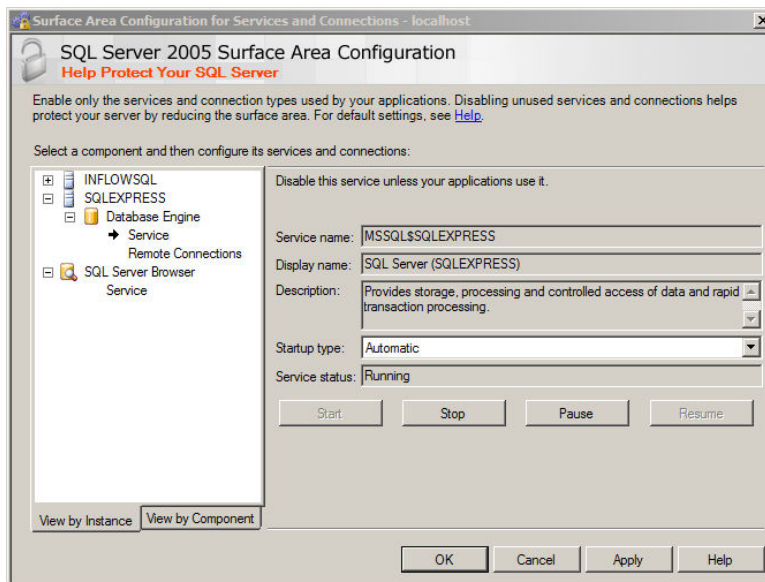 Surface Area Configuration for Services and Connections - localhost
SQL Server 2005 Surface Area Configuration
Help Protect Your SQL Server
Enable only the services and connection types used by your applications. Disabling unused services and connections helps
protect your server by reducing the surface area. For default settings, see Help.
Select a component and then configure its services and connections:
INFLOWSQL
SQLEXPRESS
Database Engine
Service
Remote Connections
SQL Server Browser
Service
View by Instance
View by Component
Disable this service unless your applications use it.
Service name: MSSQL$SQLEXPRESS
Display name: SQL Server (SQLEXPRESS)
Description: Provides storage, processing and controlled access of data and rapid
transaction processing.
Startup type: Automatic
Service status: Running
Start Stop Pause Resume
OK Cancel Apply Help